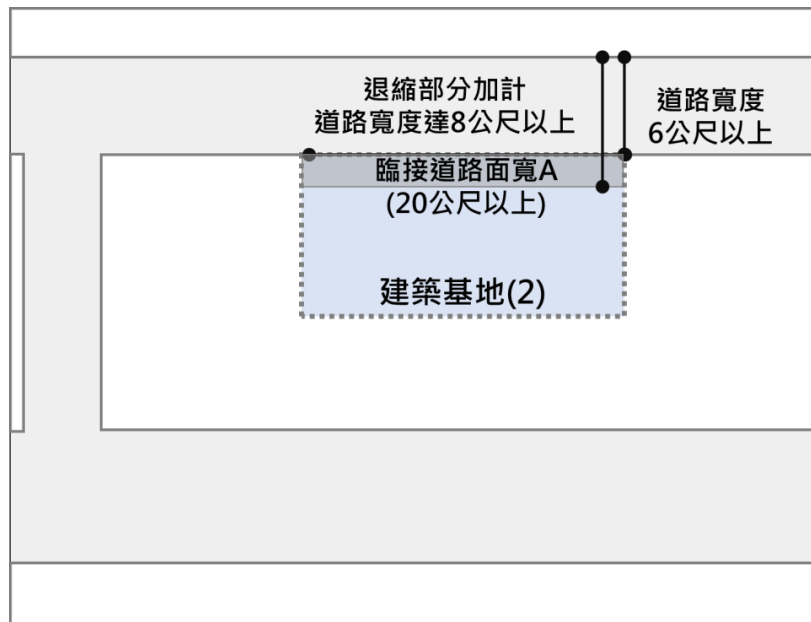 退縮部分加計
道路寬度達8公尺以上
道路寬度
6公尺以上
臨接道路面寬A
(20公尺以上)
建築基地(2)